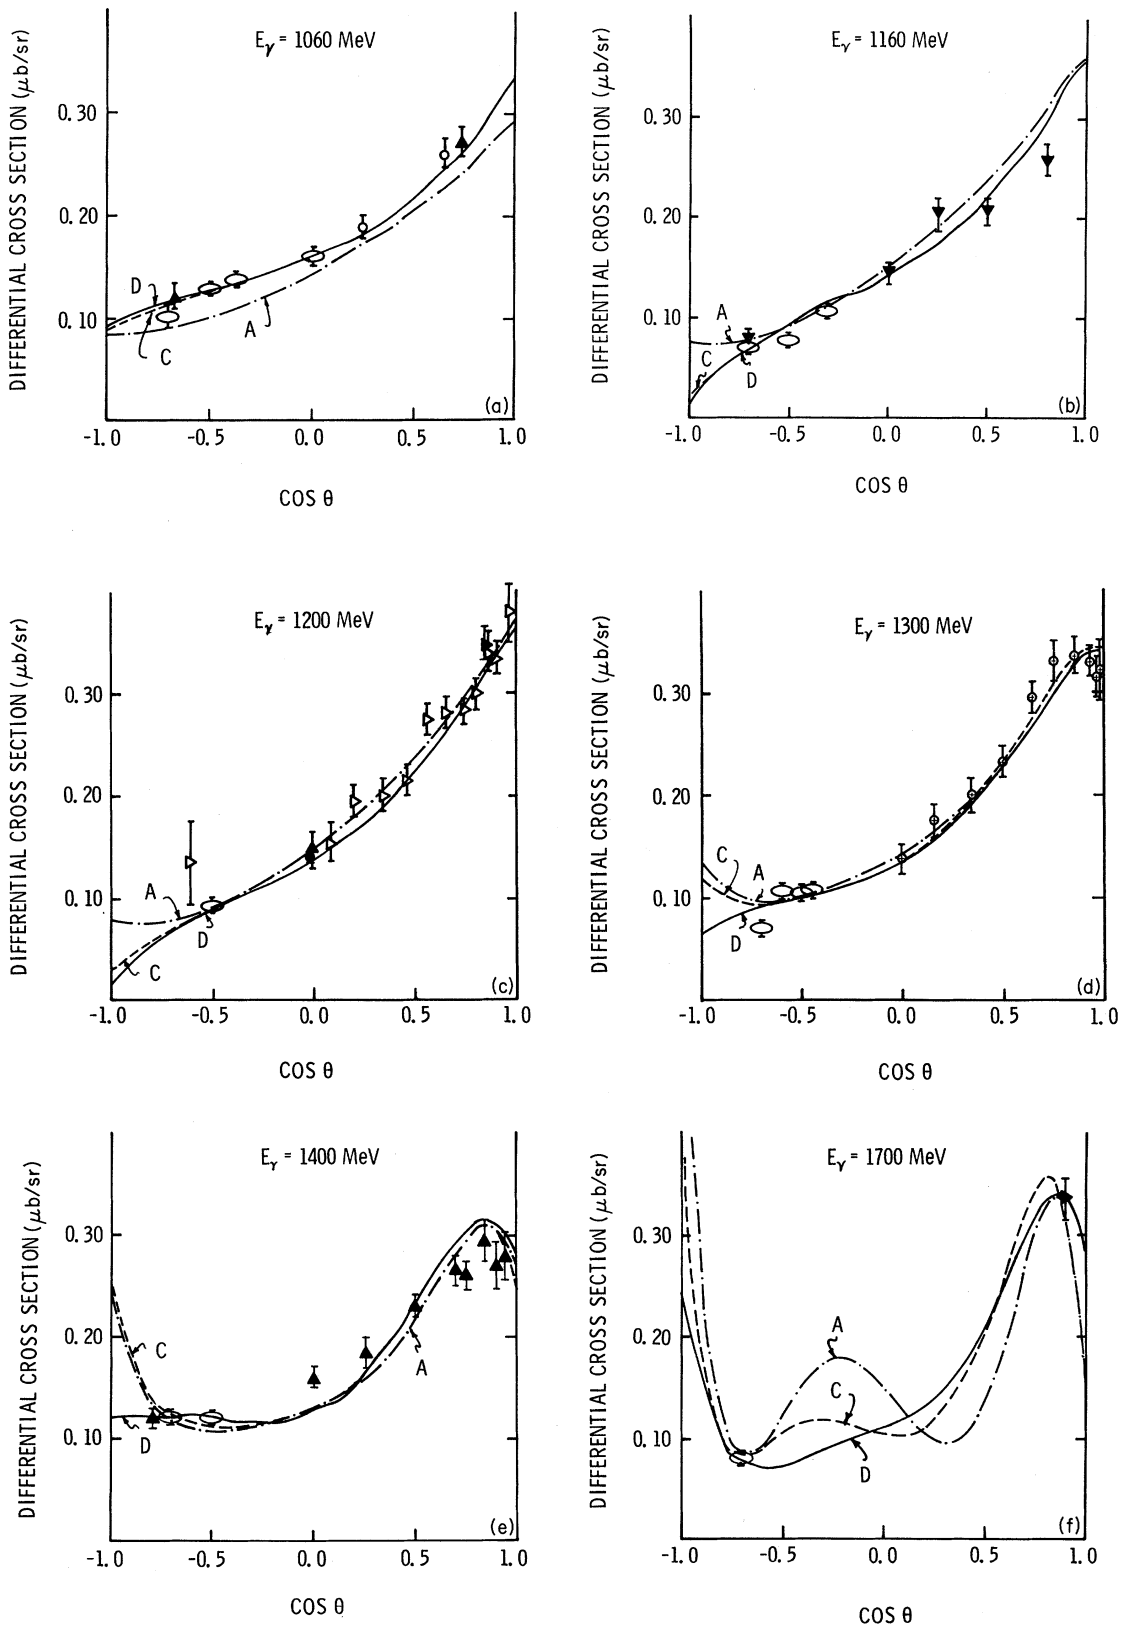 DIFFERENTIAL CROSS SECTION (μb/sr)
Eγ = 1060 MeV
0.30
0.20
0.10
D
C
A
(a)
-1.0 -0.5 0.0 0.5 1.0
COS θ
DIFFERENTIAL CROSS SECTION (μb/sr)
Eγ = 1160 MeV
0.30
0.20
0.10
A
C
D
(b)
-1.0 -0.5 0.0 0.5 1.0
COS θ
DIFFERENTIAL CROSS SECTION (μb/sr)
Eγ = 1200 MeV
0.30
0.20
0.10
A
D
C
(c)
-1.0 -0.5 0.0 0.5 1.0
COS θ
DIFFERENTIAL CROSS SECTION (μb/sr)
Eγ = 1300 MeV
0.30
0.20
0.10
C
A
D
(d)
-1.0 -0.5 0.0 0.5 1.0
COS θ
DIFFERENTIAL CROSS SECTION (μb/sr)
Eγ = 1400 MeV
0.30
0.20
0.10
C
A
D
(e)
-1.0 -0.5 0.0 0.5 1.0
COS θ
DIFFERENTIAL CROSS SECTION (μb/sr)
Eγ = 1700 MeV
0.30
0.20
0.10
A
C
D
(f)
-1.0 -0.5 0.0 0.5 1.0
COS θ